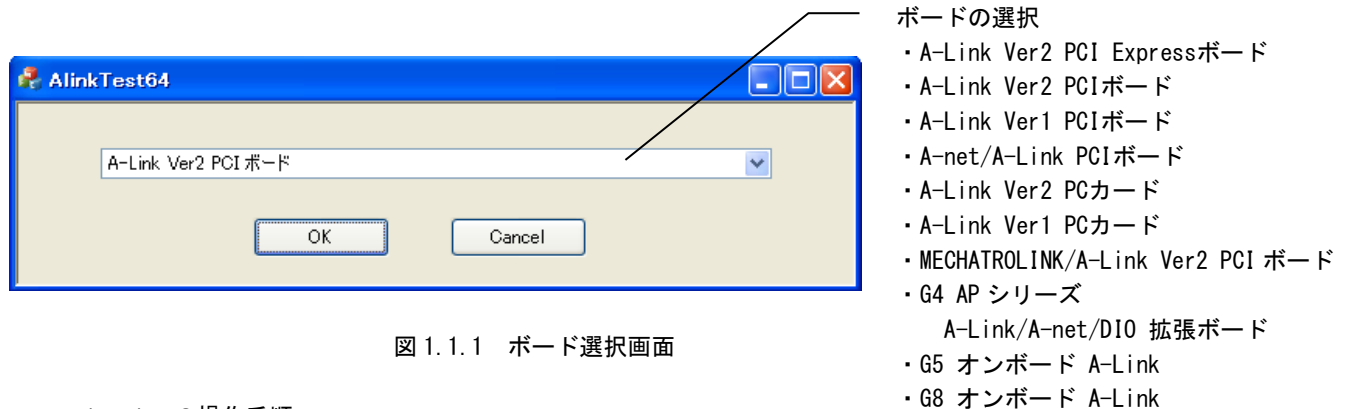 ボードの選択
・A-Link Ver2 PCI Expressボード
・A-Link Ver2 PCIボード
・A-Link Ver1 PCIボード
・A-net/A-Link PCIボード
・A-Link Ver2 PCカード
・A-Link Ver1 PCカード
・MECHATROLINK/A-Link Ver2 PCI ボード
・G4 AP シリーズ
A-Link/A-net/DIO 拡張ボード
・G5 オンボード A-Link
・G8 オンボード A-Link
AlinkTest64
A-Link Ver2 PCI ボード
OK Cancel
図 1.1.1 ボード選択画面